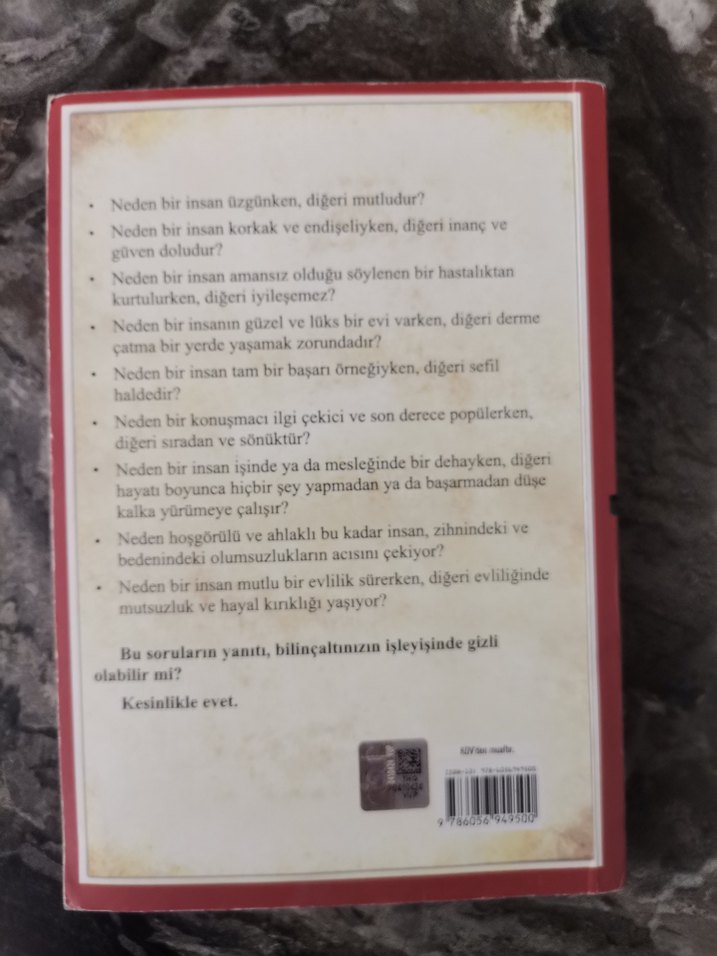 • Neden bir insan üzgünken, diğeri mutludur?
• Neden bir insan korkak ve endişeliyken, diğeri inanç ve
güven doludur?
• Neden bir insan amansız olduğu söylenen bir hastalıktan
kurtulurken, diğeri iyileşemez?
• Neden bir insanın güzel ve lüks bir evi varken, diğeri derme
çatma bir yerde yaşamak zorundadır?
• Neden bir insan tam bir başarı örneğiyken, diğeri sefil
haldedir?
• Neden bir konuşmacı ilgi çekici ve son derece popülerken,
diğeri sıradan ve sönüktür?
• Neden bir insan işinde ya da mesleğinde bir dehayken, diğeri
hayatı boyunca hiçbir şey yapmadan ya da başarmadan düşe
kalka yürümeye çalışır?
• Neden hoşgörülü ve ahlaklı bu kadar insan, zihnindeki ve
bedenindeki olumsuzlukların acısını çekiyor?
• Neden bir insan mutlu bir evlilik sürerken, diğeri evliliğinde
mutsuzluk ve hayal kırıklığı yaşıyor?
Bu soruların yanıtı, bilinçaltınızın işleyişinde gizli
olabilir mi?
Kesinlikle evet.
KDV'den muaftır.
9 786056 949500